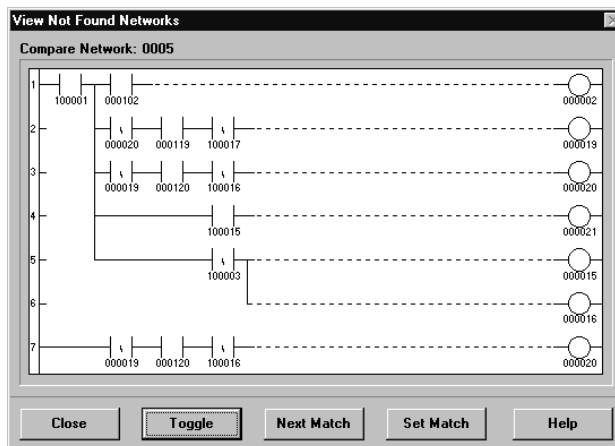 View Not Found Networks
Compare Network: 0005
1
100001 000102 000002
2
000020 000119 100017 000019
3
000019 000120 100016 000020
4
100015 000021
5
100003 000015
6
000016
7
000019 000120 100016 000020
Close Toggle Next Match Set Match Help